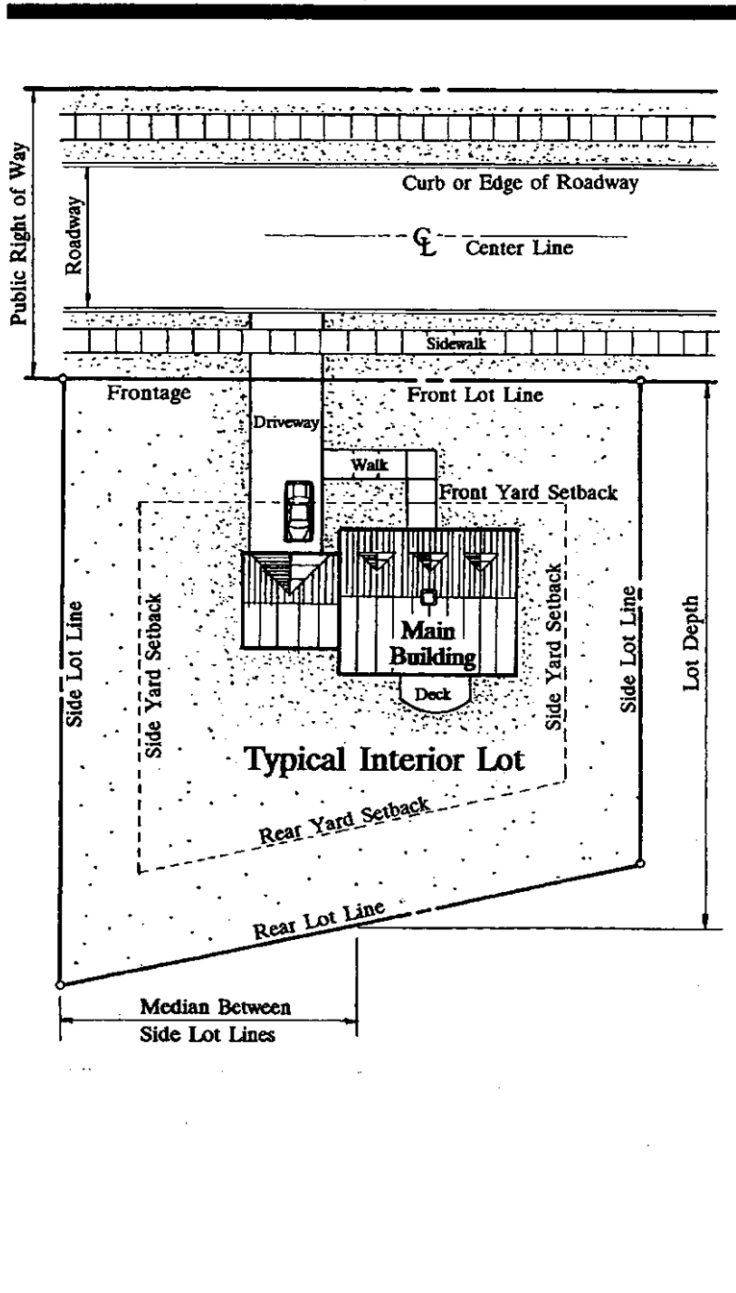 Public Right of Way
Roadway
Curb or Edge of Roadway
℄ Center Line
Sidewalk
Frontage
Front Lot Line
Driveway
Walk
Front Yard Setback
Side Lot Line
Side Yard Setback
Main
Building
Deck
Side Yard Setback
Side Lot Line
Lot Depth
Typical Interior Lot
Rear Yard Setback
Rear Lot Line
Median Between
Side Lot Lines